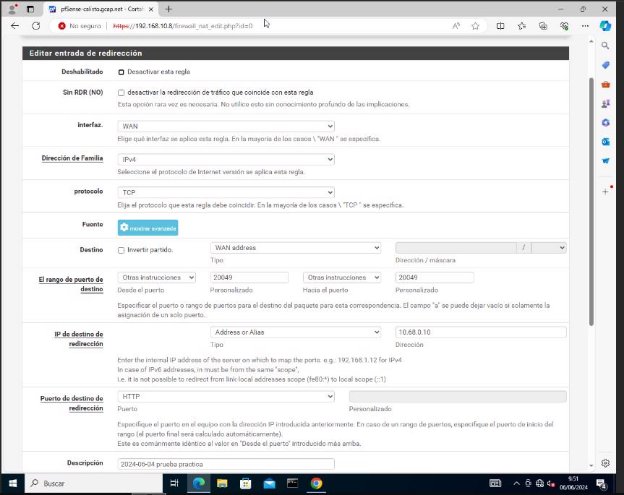 pfSense-calisto.gcap.net - Cortaf
No seguro
https://192.168.10.8/firewall_nat_edit.php?id=0
Editar entrada de redirección
Deshabilitado
Desactivar esta regla
Sin RDR (NO)
desactivar la redirección de tráfico que coincide con esta regla
Esta opción rara vez es necesaria. No utilice esto sin conocimiento profundo de las implicaciones.
interfaz.
WAN
Elige qué interfaz se aplica esta regla. En la mayoría de los casos \ "WAN " se especifica.
Dirección de Familia
IPv4
Seleccione el protocolo de Internet versión se aplica esta regla.
protocolo
TCP
Elija el protocolo que esta regla debe coincidir. En la mayoría de los casos \ "TCP " se especifica.
Fuente
mostrar avanzado
Destino
Invertir partido.
WAN address
/
Tipo
Dirección / máscara
El rango de puerto de destino
Otras instrucciones
20049
Otras instrucciones
20049
Desde el puerto
Personalizado
Hacia el puerto
Personalizado
Especificar el puerto o rango de puertos para el destino del paquete para esta correspondencia. El campo "a" se puede dejar vacío si solamente la
asignación de un solo puerto.
IP de destino de redirección
Address or Alias
10.68.0.10
Tipo
Dirección
Enter the internal IP address of the server on which to map the ports. e.g.: 192.168.1.12 for IPv4
In case of IPv6 addresses, in must be from the same "scope",
i.e. it is not possible to redirect from link-local addresses scope (fe80:*) to local scope (::1)
Puerto de destino de redirección
HTTP
Puerto
Personalizado
Especifique el puerto en el equipo con la dirección IP introducida anteriormente. En caso de un rango de puertos, especifique el puerto de inicio del
rango (el puerto final será calculado automáticamente).
Este es comúnmente idéntico al valor en "Desde el puerto" introducido más arriba.
Descripción
2024-06-04 prueba practica
Buscar
9:51
06/06/2024